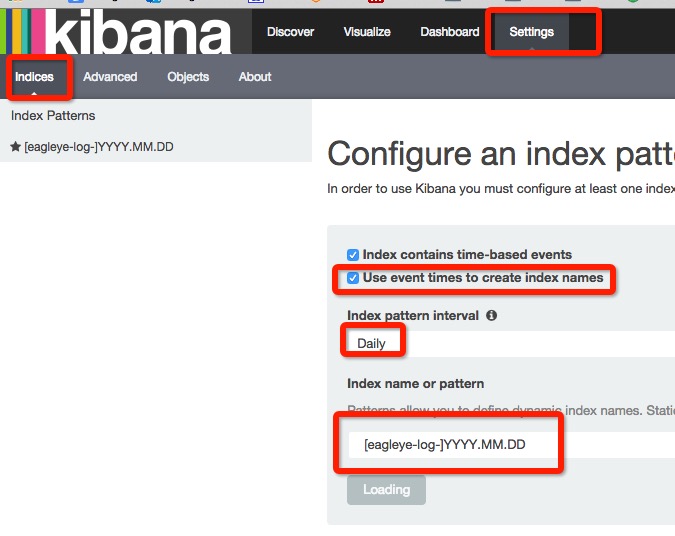 kibana Discover Visualize Dashboard Settings
Indices Advanced Objects About
Index Patterns
[eagleye-log-]YYYY.MM.DD
Configure an index patte
In order to use Kibana you must configure at least one index
Index contains time-based events
Use event times to create index names
Index pattern interval
Daily
Index name or pattern
Patterns allow you to define dynamic index names. Stati
[eagleye-log-]YYYY.MM.DD
Loading